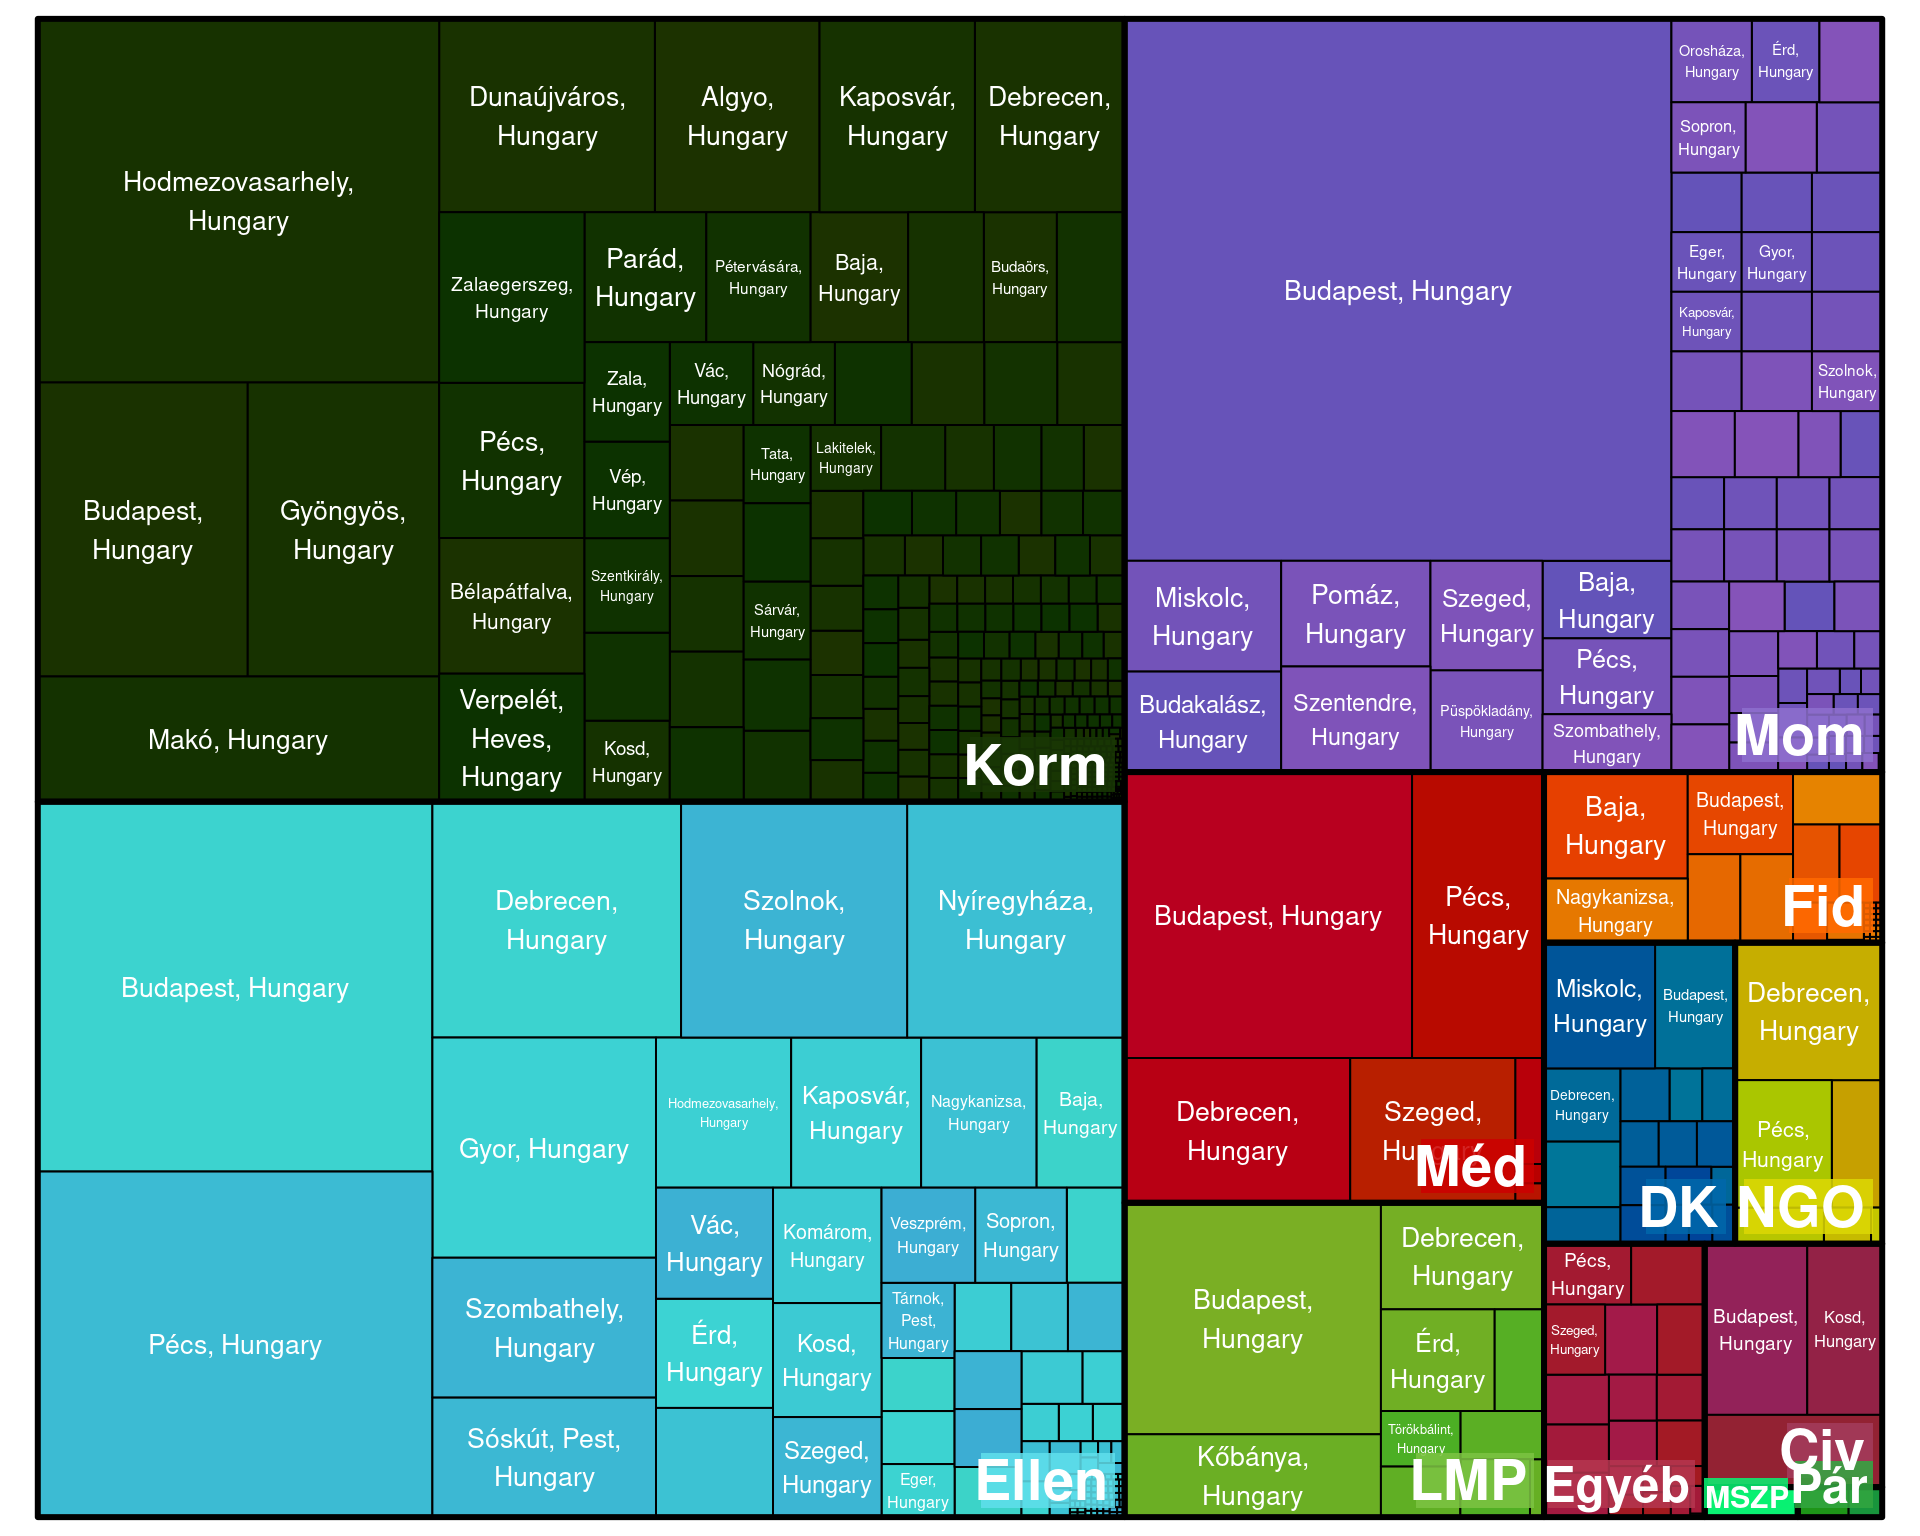 Hodmezovasarhely,
Hungary
Dunaújváros,
Hungary
Algyo,
Hungary
Kaposvár,
Hungary
Debrecen,
Hungary
Zalaegerszeg,
Hungary
Parád,
Hungary
Pétervására,
Hungary
Baja,
Hungary
Budaörs,
Hungary
Zala,
Hungary
Vác,
Hungary
Nógrád,
Hungary
Budapest,
Hungary
Gyöngyös,
Hungary
Pécs,
Hungary
Vép,
Hungary
Tata,
Hungary
Lakitelek,
Hungary
Bélapátfalva,
Hungary
Szentkirály,
Hungary
Sárvár,
Hungary
Makó, Hungary
Verpelét,
Heves,
Hungary
Kosd,
Hungary
Korm
Budapest, Hungary
Orosháza,
Hungary
Érd,
Hungary
Sopron,
Hungary
Eger,
Hungary
Gyor,
Hungary
Kaposvár,
Hungary
Szolnok,
Hungary
Miskolc,
Hungary
Pomáz,
Hungary
Szeged,
Hungary
Baja,
Hungary
Pécs,
Hungary
Budakalász,
Hungary
Szentendre,
Hungary
Püspökladány,
Hungary
Szombathely,
Hungary
Mom
Budapest, Hungary
Debrecen,
Hungary
Szolnok,
Hungary
Nyíregyháza,
Hungary
Gyor, Hungary
Hodmezovasarhely,
Hungary
Kaposvár,
Hungary
Nagykanizsa,
Hungary
Baja,
Hungary
Pécs, Hungary
Szombathely,
Hungary
Sóskút, Pest,
Hungary
Vác,
Hungary
Komárom,
Hungary
Veszprém,
Hungary
Sopron,
Hungary
Érd,
Hungary
Kosd,
Hungary
Tárnok,
Pest,
Hungary
Szeged,
Hungary
Eger,
Hungary
Ellen
Budapest, Hungary
Pécs,
Hungary
Debrecen,
Hungary
Szeged,
Hungary
Méd
Baja,
Hungary
Budapest,
Hungary
Nagykanizsa,
Hungary
Fid
Miskolc,
Hungary
Budapest,
Hungary
Debrecen,
Hungary
DK
Debrecen,
Hungary
Pécs,
Hungary
NGO
Budapest,
Hungary
Debrecen,
Hungary
Érd,
Hungary
Törökbálint,
Hungary
Kőbánya,
Hungary
LMP
Pécs,
Hungary
Szeged,
Hungary
Egyéb
Budapest,
Hungary
Kosd,
Hungary
Civ
MSZP
Pár